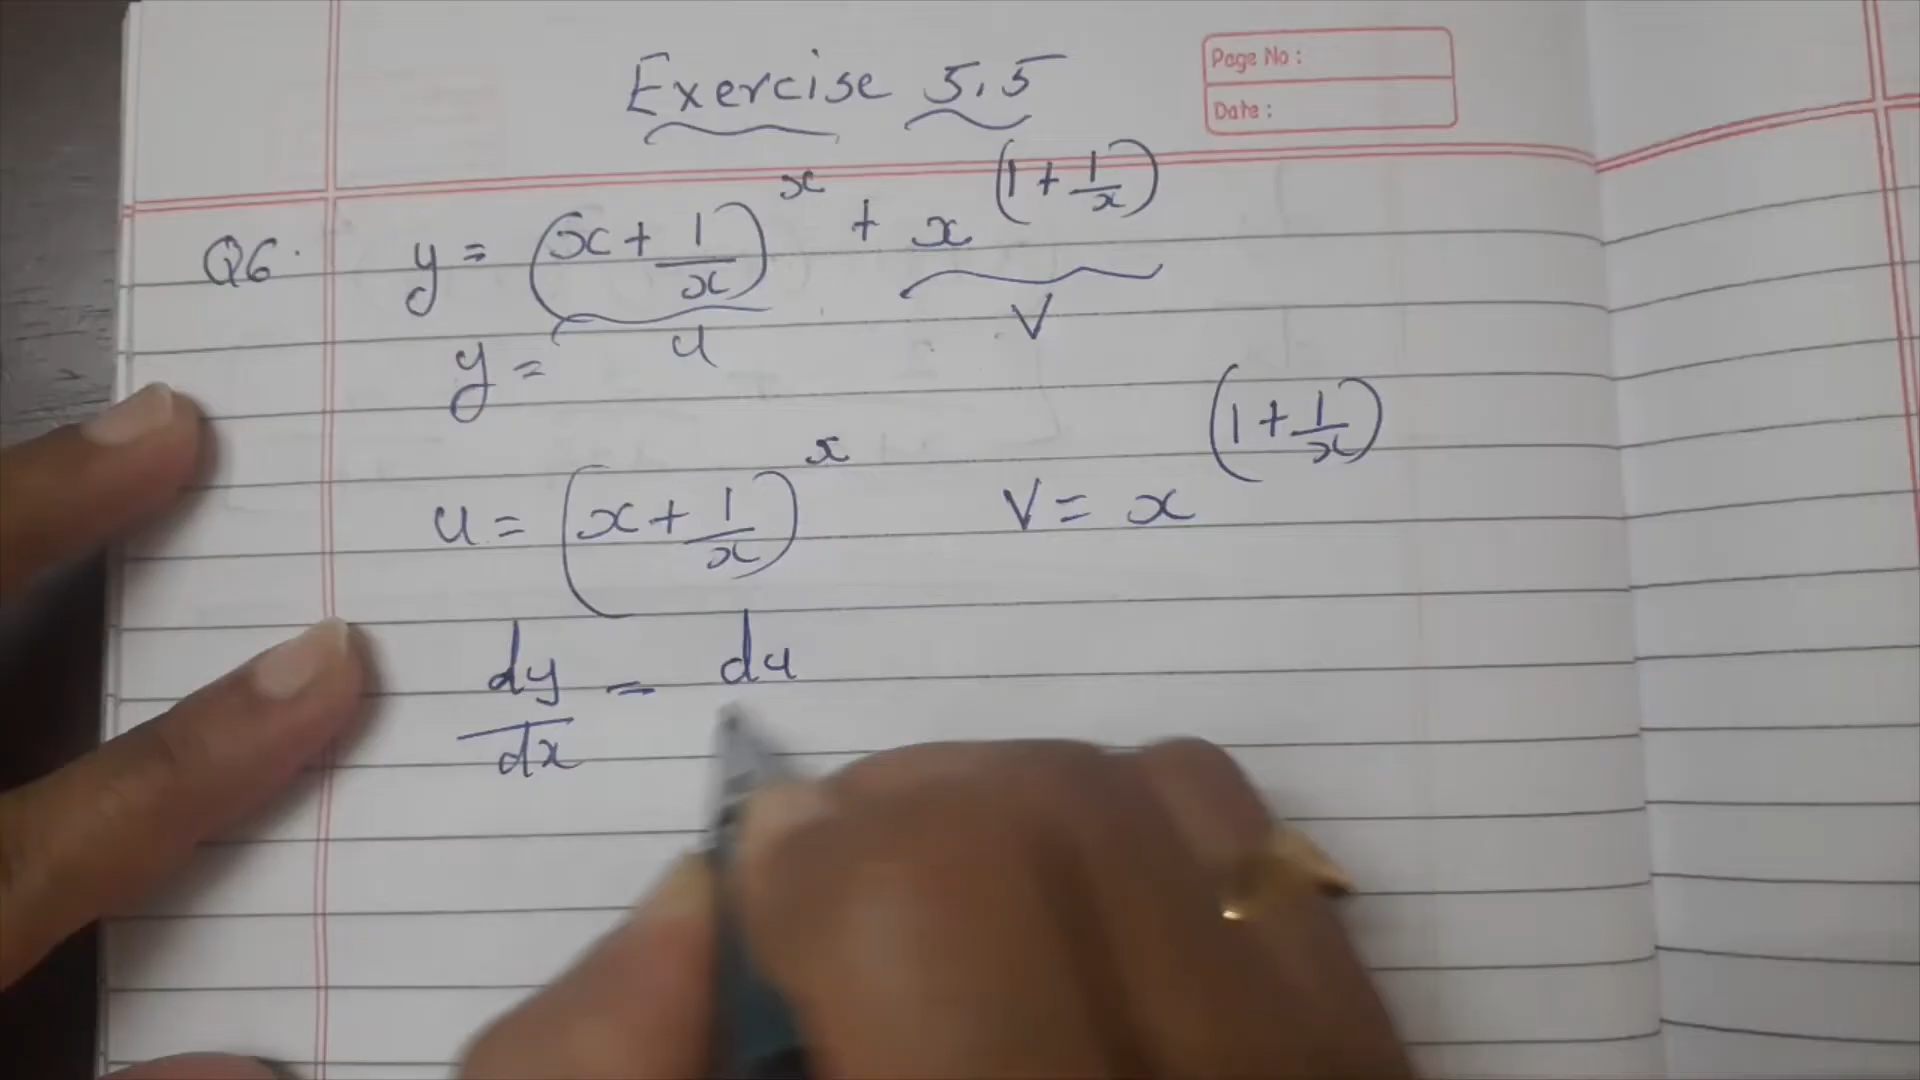 Exercise 5.5
Page No :
Date :
Q6. y = (x + 1/x)^x + x^(1 + 1/x)
u V
y =
u = (x + 1/x)^x V = x^(1 + 1/x)
dy/dx = du